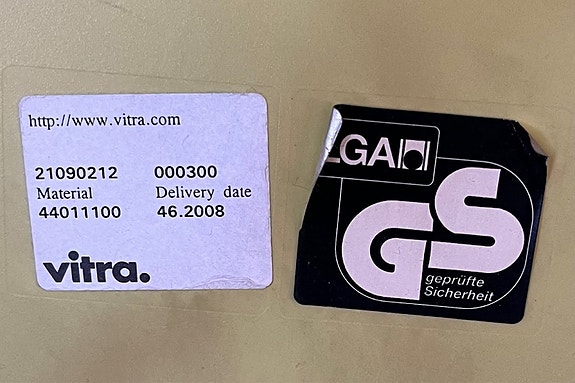 http://www.vitra.com
21090212 000300
Material Delivery date
44011100 46.2008
vitra.
LGA
GS
geprüfte
Sicherheit